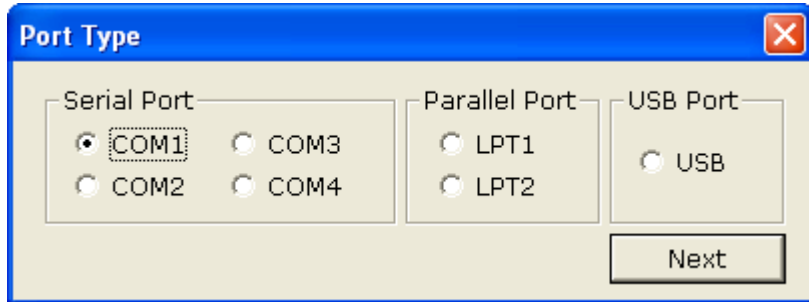 Port Type
Serial Port Parallel Port USB Port
COM1 COM3 LPT1 USB
COM2 COM4 LPT2
Next